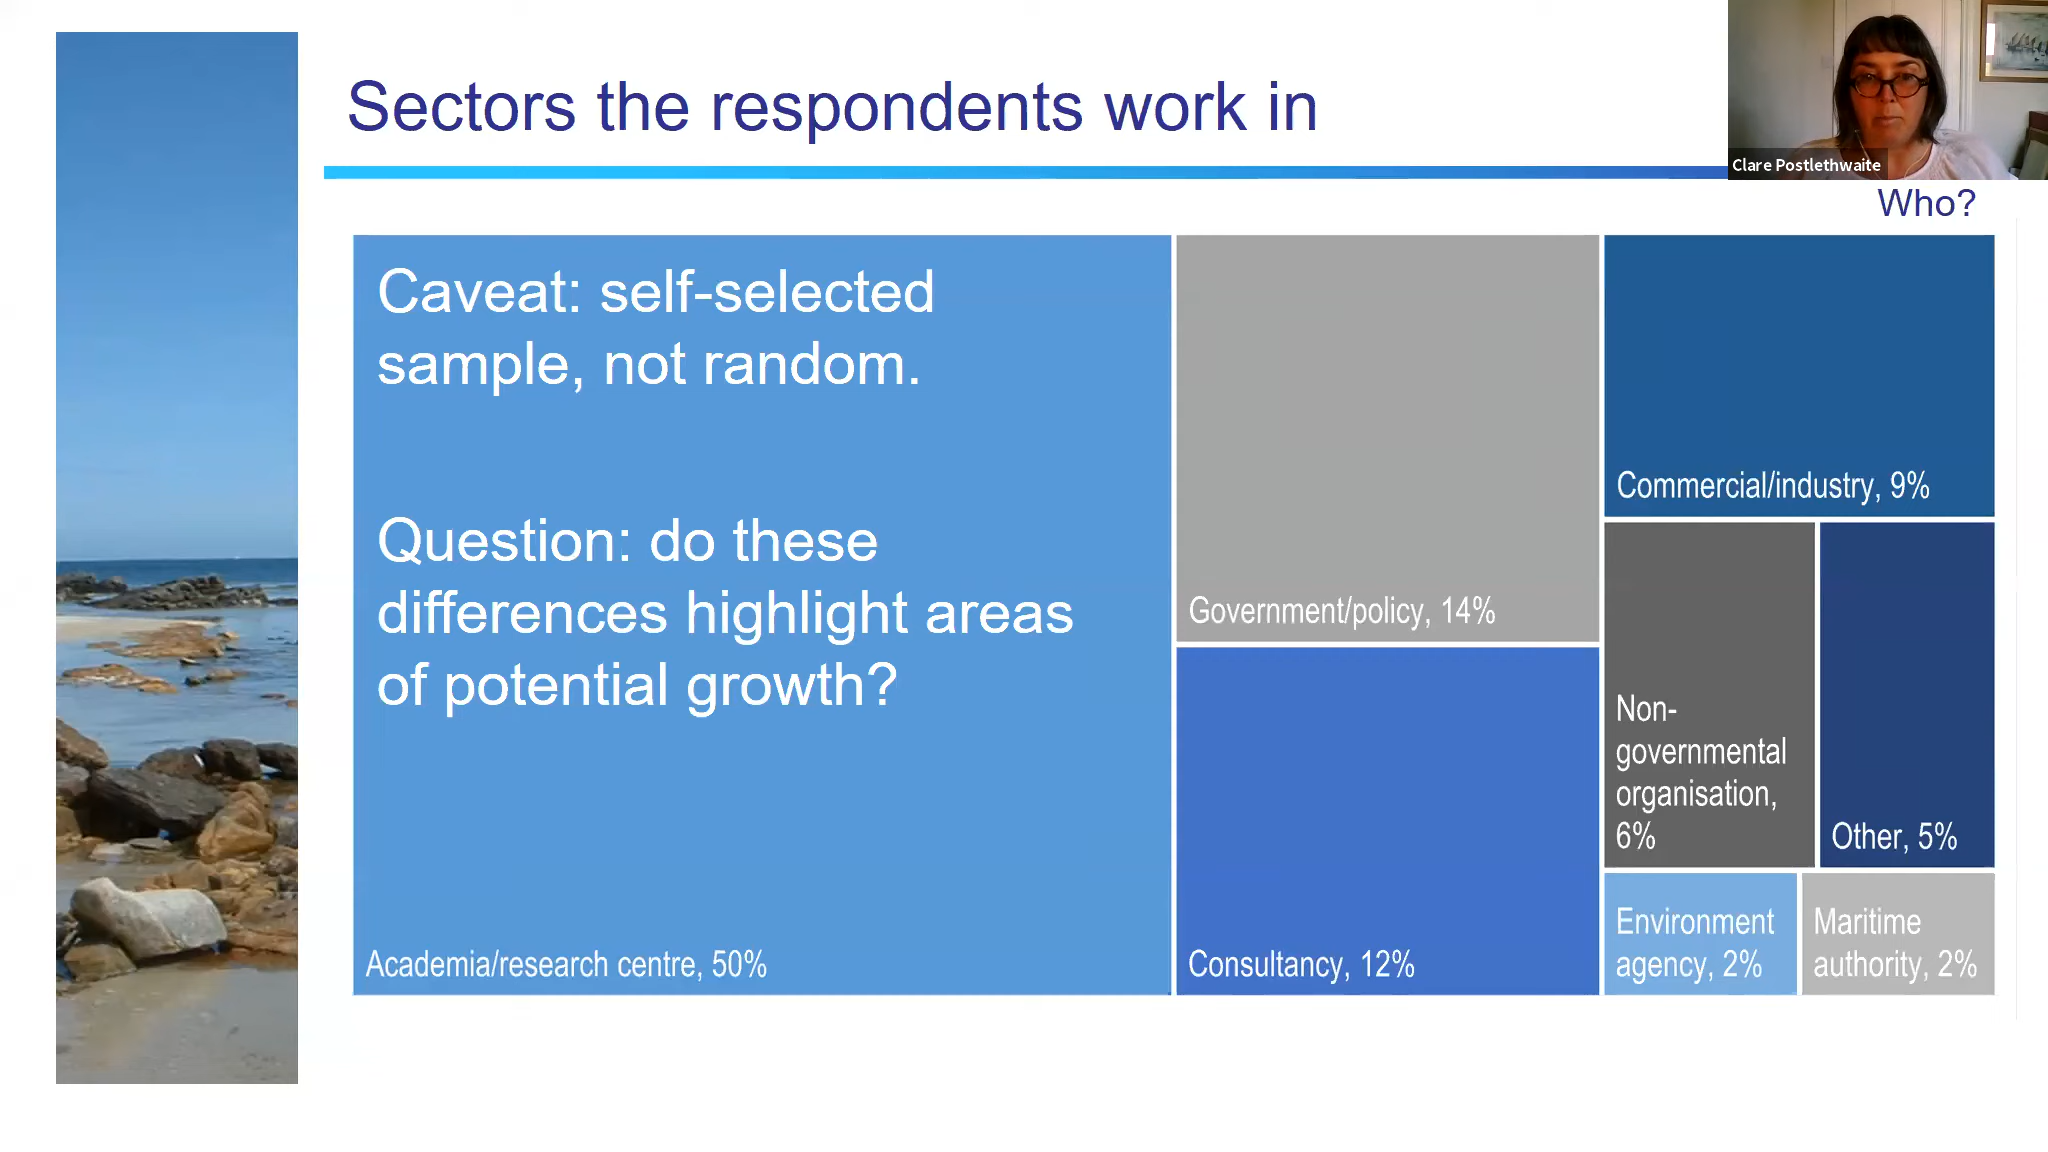 Sectors the respondents work in
Clare Postlethwaite
Who?
Caveat: self-selected
sample, not random.
Question: do these
differences highlight areas
of potential growth?
Academia/research centre, 50%
Government/policy, 14%
Consultancy, 12%
Commercial/industry, 9%
Non-
governmental
organisation,
6%
Other, 5%
Environment
agency, 2%
Maritime
authority, 2%